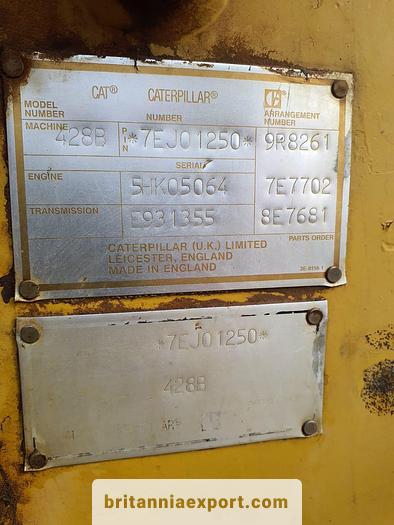 CAT® CATERPILLAR®
MODEL NUMBER NUMBER ARRANGEMENT NUMBER
MACHINE 428B PIN *7EJ01250* 9R8261
SERIAL
ENGINE 5HK05064 7E7702
TRANSMISSION E931355 8E7681
PARTS ORDER
CATERPILLAR (U.K.) LIMITED
LEICESTER, ENGLAND
MADE IN ENGLAND
*7EJ01250*
428B
britanniaexport.com